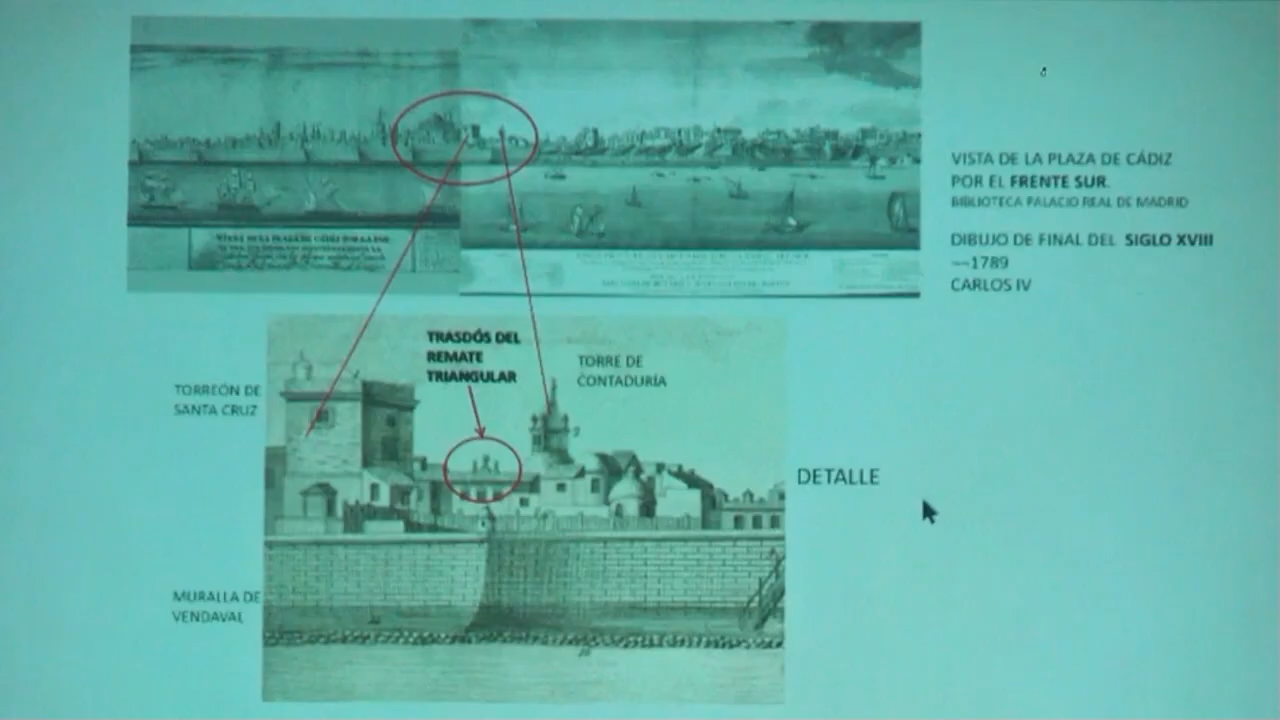 VISTA DE LA PLAZA DE CÁDIZ
POR EL FRENTE SUR.
BIBLIOTECA PALACIO REAL DE MADRID
DIBUJO DE FINAL DEL SIGLO XVIII
—1789
CARLOS IV
TRASDÓS DEL
REMATE
TRIANGULAR
TORRE DE
CONTADURÍA
TORREÓN DE
SANTA CRUZ
DETALLE
MURALLA DE
VENDAVAL